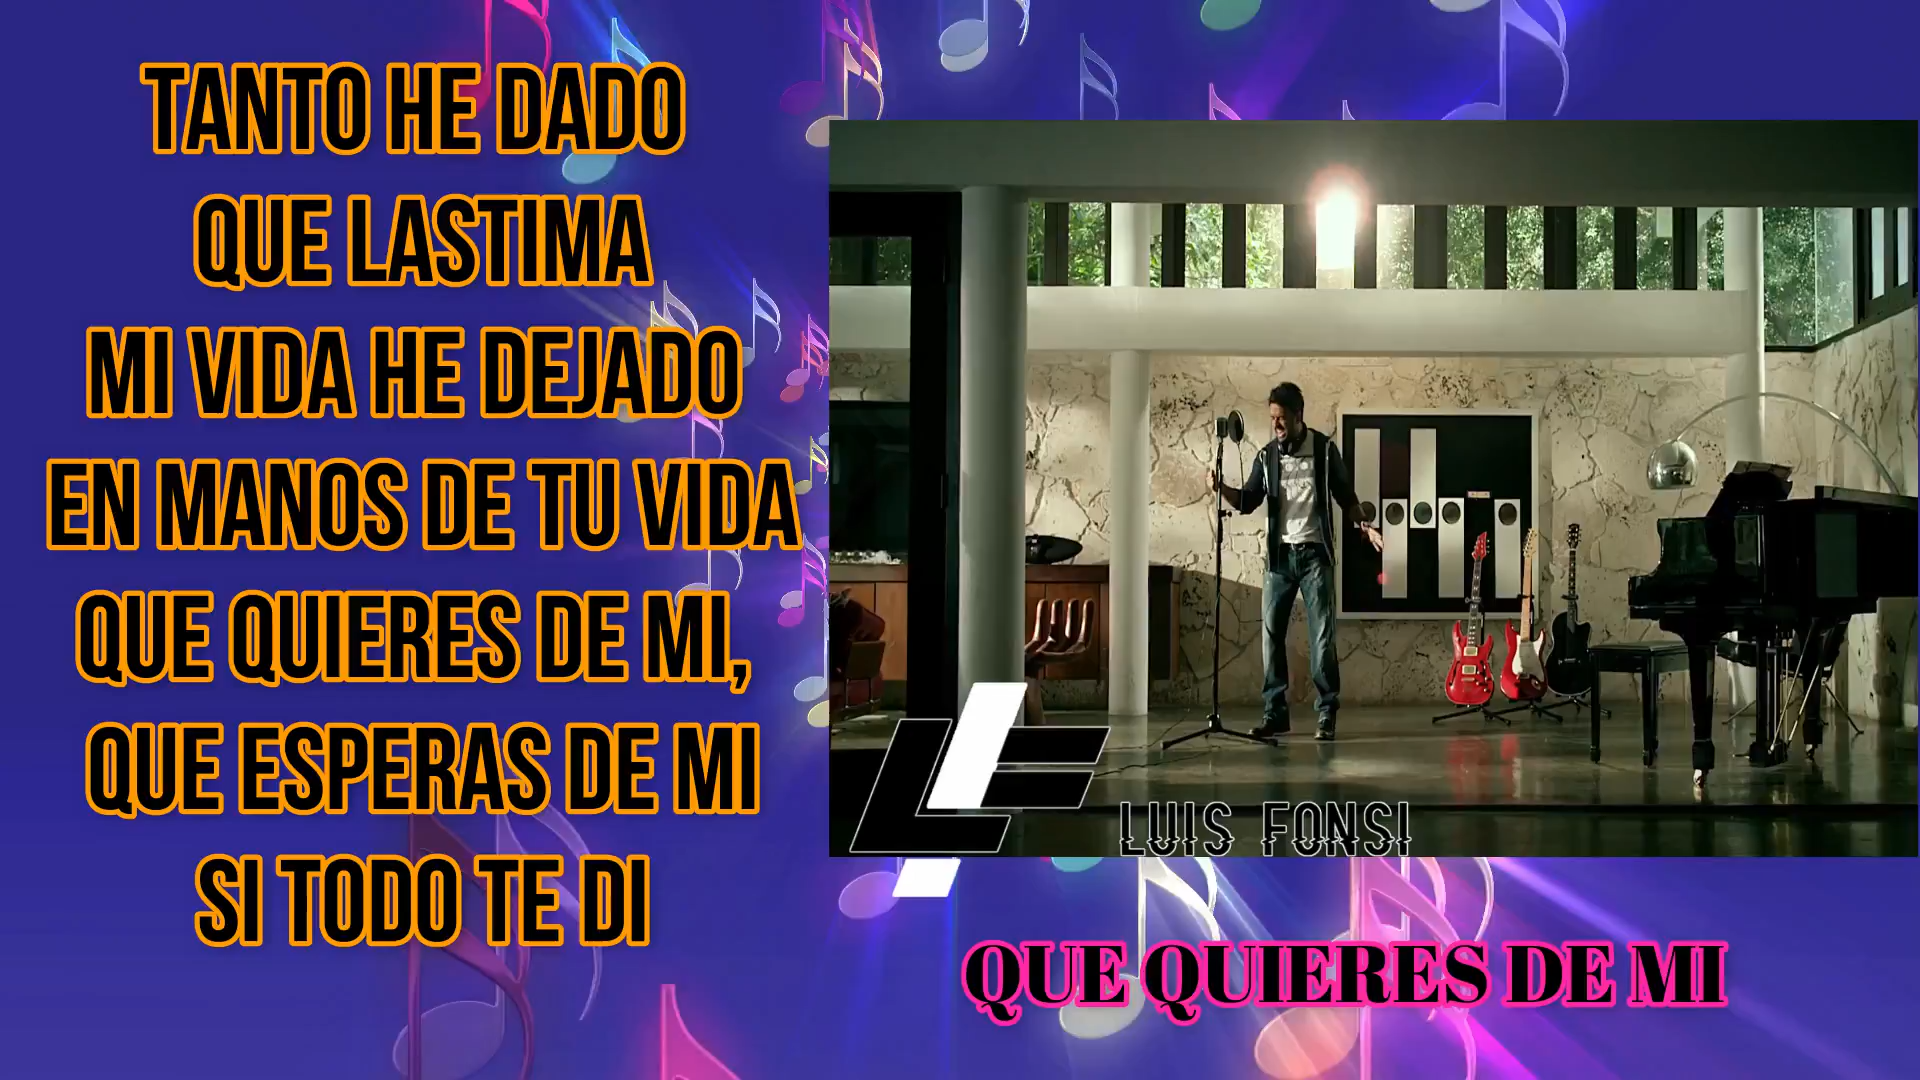 TANTO HE DADO
QUE LASTIMA
MI VIDA HE DEJADO
EN MANOS DE TU VIDA
QUE QUIERES DE MI,
QUE ESPERAS DE MI
SI TODO TE DI
LF
LUIS FONSI
QUE QUIERES DE MI